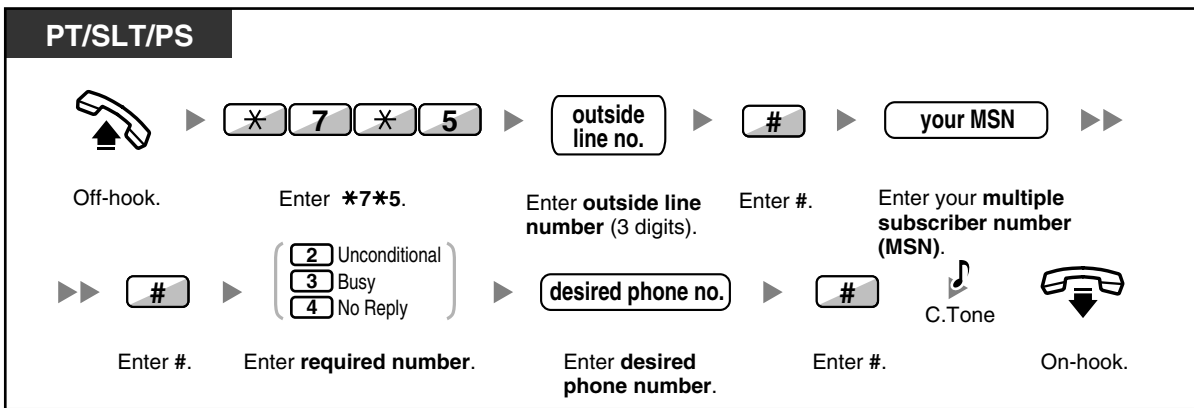 PT/SLT/PS
* 7 * 5
outside
line no.
#
your MSN
Off-hook.
Enter *7*5.
Enter outside line
number (3 digits).
Enter #.
Enter your multiple
subscriber number
(MSN).
#
2 Unconditional
3 Busy
4 No Reply
desired phone no.
#
C.Tone
Enter #.
Enter required number.
Enter desired
phone number.
Enter #.
On-hook.